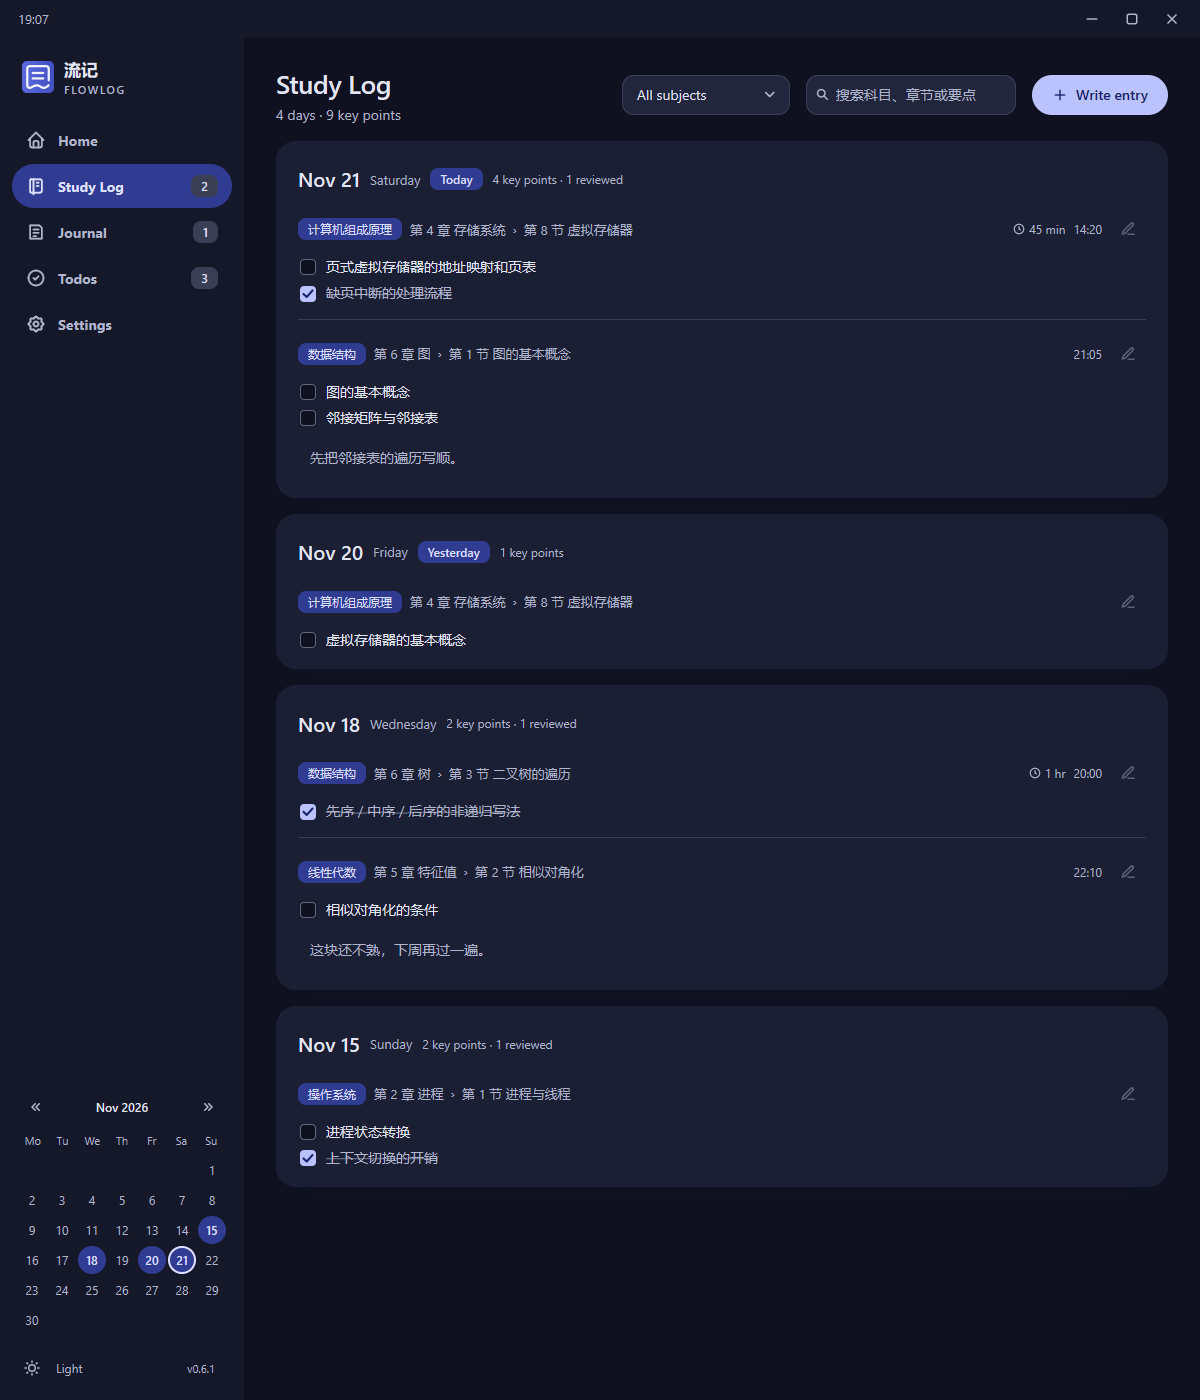 19:07
流记
FLOWLOG
Home
Study Log 2
Journal 1
Todos 3
Settings
Study Log
4 days · 9 key points
All subjects
搜索科目、章节或要点
Write entry
Nov 21 Saturday Today 4 key points · 1 reviewed
计算机组成原理 第 4 章 存储系统 › 第 8 节 虚拟存储器 45 min 14:20
页式虚拟存储器的地址映射和页表
缺页中断的处理流程
数据结构 第 6 章 图 › 第 1 节 图的基本概念 21:05
图的基本概念
邻接矩阵与邻接表
先把邻接表的遍历写顺。
Nov 20 Friday Yesterday 1 key points
计算机组成原理 第 4 章 存储系统 › 第 8 节 虚拟存储器
虚拟存储器的基本概念
Nov 18 Wednesday 2 key points · 1 reviewed
数据结构 第 6 章 树 › 第 3 节 二叉树的遍历 1 hr 20:00
先序 / 中序 / 后序的非递归写法
线性代数 第 5 章 特征值 › 第 2 节 相似对角化 22:10
相似对角化的条件
这块还不熟，下周再过一遍。
Nov 15 Sunday 2 key points · 1 reviewed
操作系统 第 2 章 进程 › 第 1 节 进程与线程
进程状态转换
上下文切换的开销
« Nov 2026 »
Mo Tu We Th Fr Sa Su
1
2 3 4 5 6 7 8
9 10 11 12 13 14 15
16 17 18 19 20 21 22
23 24 25 26 27 28 29
30
Light v0.6.1